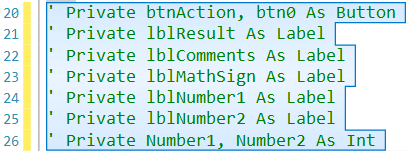 20 ' Private btnAction, btn0 As Button
21 ' Private lblResult As Label
22 ' Private lblComments As Label
23 ' Private lblMathSign As Label
24 ' Private lblNumber1 As Label
25 ' Private lblNumber2 As Label
26 ' Private Number1, Number2 As Int